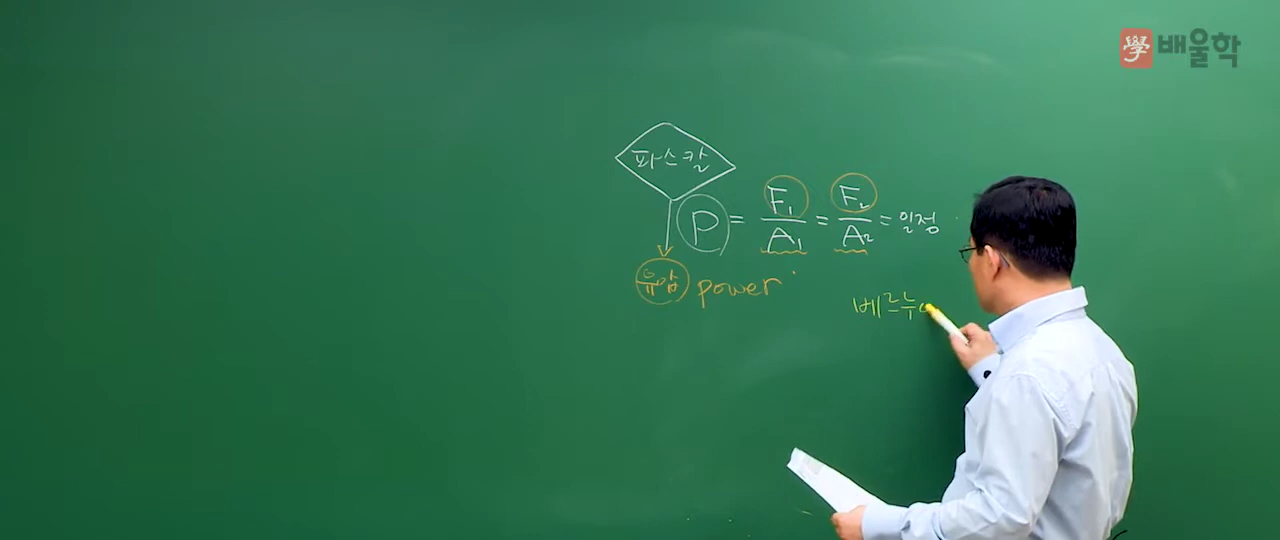 學 배울학
파스칼
P = F₁/A₁ = F₂/A₂ = 일정
유압 power
베르누